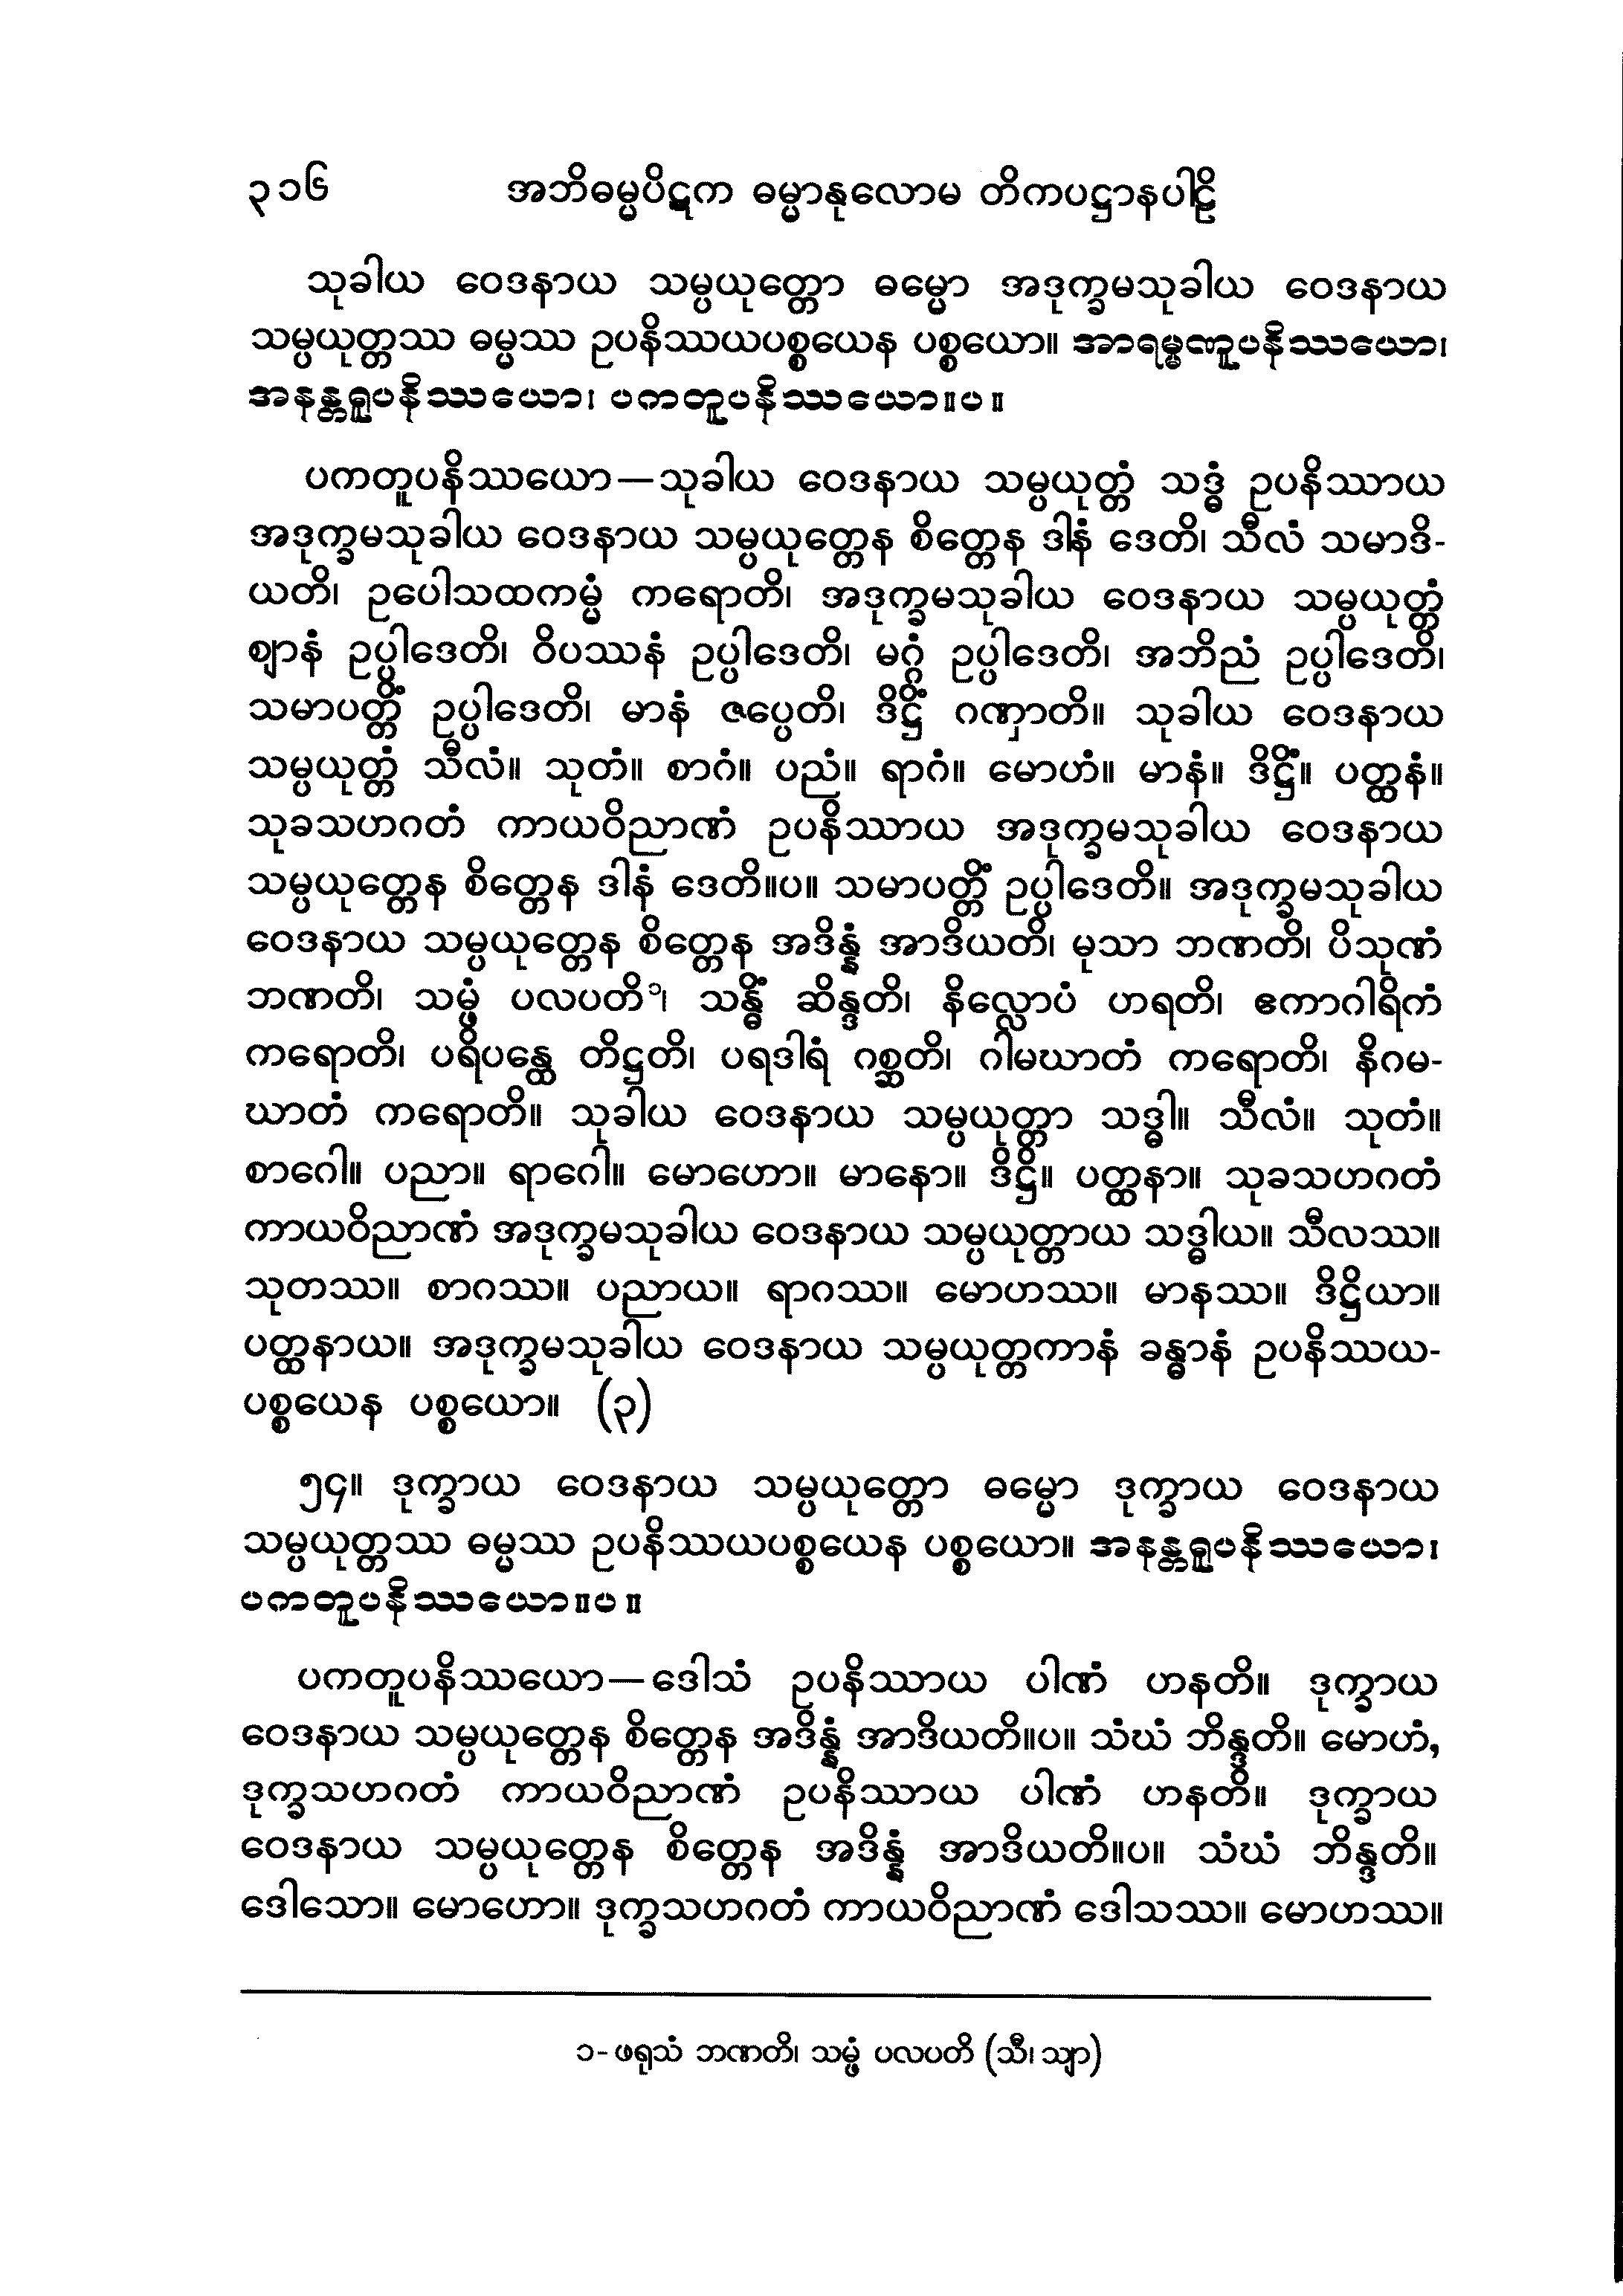 ၃၁၆ အဘိဓမ္မပိဋက ဓမ္မာနုလောမ တိကပဋ္ဌာနပါဠိ
သုခါယ ဝေဒနာယ သမ္ပယုတ္တော ဓမ္မော အဒုက္ခမသုခါယ ဝေဒနာယ
သမ္ပယုတ္တဿ ဓမ္မဿ ဥပနိဿယပစ္စယေန ပစ္စယော။ အာရမ္မဏူပနိဿယော၊
အနန္တရူပနိဿယော၊ ပကတူပနိဿယော။ပ။
ပကတူပနိဿယော—သုခါယ ဝေဒနာယ သမ္ပယုတ္တံ သဒ္ဓံ ဥပနိဿာယ
အဒုက္ခမသုခါယ ဝေဒနာယ သမ္ပယုတ္တေန စိတ္တေန ဒါနံ ဒေတိ၊ သီလံ သမာဒိ-
ယတိ၊ ဥပေါသထကမ္မံ ကရောတိ၊ အဒုက္ခမသုခါယ ဝေဒနာယ သမ္ပယုတ္တံ
ဈာနံ ဥပ္ပါဒေတိ၊ ဝိပဿနံ ဥပ္ပါဒေတိ၊ မဂ္ဂံ ဥပ္ပါဒေတိ၊ အဘိညံ ဥပ္ပါဒေတိ၊
သမာပတ္တိံ ဥပ္ပါဒေတိ၊ မာနံ ဇပ္ပေတိ၊ ဒိဋ္ဌိံ ဂဏှာတိ။ သုခါယ ဝေဒနာယ
သမ္ပယုတ္တံ သီလံ။ သုတံ။ စာဂံ။ ပညံ။ ရာဂံ။ မောဟံ။ မာနံ။ ဒိဋ္ဌိံ။ ပတ္ထနံ။
သုခသဟဂတံ ကာယဝိညာဏံ ဥပနိဿာယ အဒုက္ခမသုခါယ ဝေဒနာယ
သမ္ပယုတ္တေန စိတ္တေန ဒါနံ ဒေတိ။ပ။ သမာပတ္တိံ ဥပ္ပါဒေတိ။ အဒုက္ခမသုခါယ
ဝေဒနာယ သမ္ပယုတ္တေန စိတ္တေန အဒိန္နံ အာဒိယတိ၊ မုသာ ဘဏတိ၊ ပိသုဏံ
ဘဏတိ၊ သမ္ဖံ ပလပတိ၁၊ သန္ဓိံ ဆိန္ဒတိ၊ နိလ္လောပံ ဟရတိ၊ ဧကာဂါရိကံ
ကရောတိ၊ ပရိပန္ထေ တိဋ္ဌတိ၊ ပရဒါရံ ဂစ္ဆတိ၊ ဂါမဃာတံ ကရောတိ၊ နိဂမ-
ဃာတံ ကရောတိ။ သုခါယ ဝေဒနာယ သမ္ပယုတ္တာ သဒ္ဓါ။ သီလံ။ သုတံ။
စာဂေါ။ ပညာ။ ရာဂေါ။ မောဟော။ မာနော။ ဒိဋ္ဌိ။ ပတ္ထနာ။ သုခသဟဂတံ
ကာယဝိညာဏံ အဒုက္ခမသုခါယ ဝေဒနာယ သမ္ပယုတ္တာယ သဒ္ဓါယ။ သီလဿ။
သုတဿ။ စာဂဿ။ ပညာယ။ ရာဂဿ။ မောဟဿ။ မာနဿ။ ဒိဋ္ဌိယာ။
ပတ္ထနာယ။ အဒုက္ခမသုခါယ ဝေဒနာယ သမ္ပယုတ္တကာနံ ခန္ဓာနံ ဥပနိဿယ-
ပစ္စယေန ပစ္စယော။ (၃)
၅၄။ ဒုက္ခာယ ဝေဒနာယ သမ္ပယုတ္တော ဓမ္မော ဒုက္ခာယ ဝေဒနာယ
သမ္ပယုတ္တဿ ဓမ္မဿ ဥပနိဿယပစ္စယေန ပစ္စယော။ အနန္တရူပနိဿယော၊
ပကတူပနိဿယော။ပ။
ပကတူပနိဿယော—ဒေါသံ ဥပနိဿာယ ပါဏံ ဟနတိ။ ဒုက္ခာယ
ဝေဒနာယ သမ္ပယုတ္တေန စိတ္တေန အဒိန္နံ အာဒိယတိ။ပ။ သံဃံ ဘိန္ဒတိ။ မောဟံ,
ဒုက္ခသဟဂတံ ကာယဝိညာဏံ ဥပနိဿာယ ပါဏံ ဟနတိ။ ဒုက္ခာယ
ဝေဒနာယ သမ္ပယုတ္တေန စိတ္တေန အဒိန္နံ အာဒိယတိ။ပ။ သံဃံ ဘိန္ဒတိ။
ဒေါသော။ မောဟော။ ဒုက္ခသဟဂတံ ကာယဝိညာဏံ ဒေါသဿ။ မောဟဿ။
၁- ဖရုသံ ဘဏတိ၊ သမ္ဖံ ပလပတိ (သီ၊ သျာ)